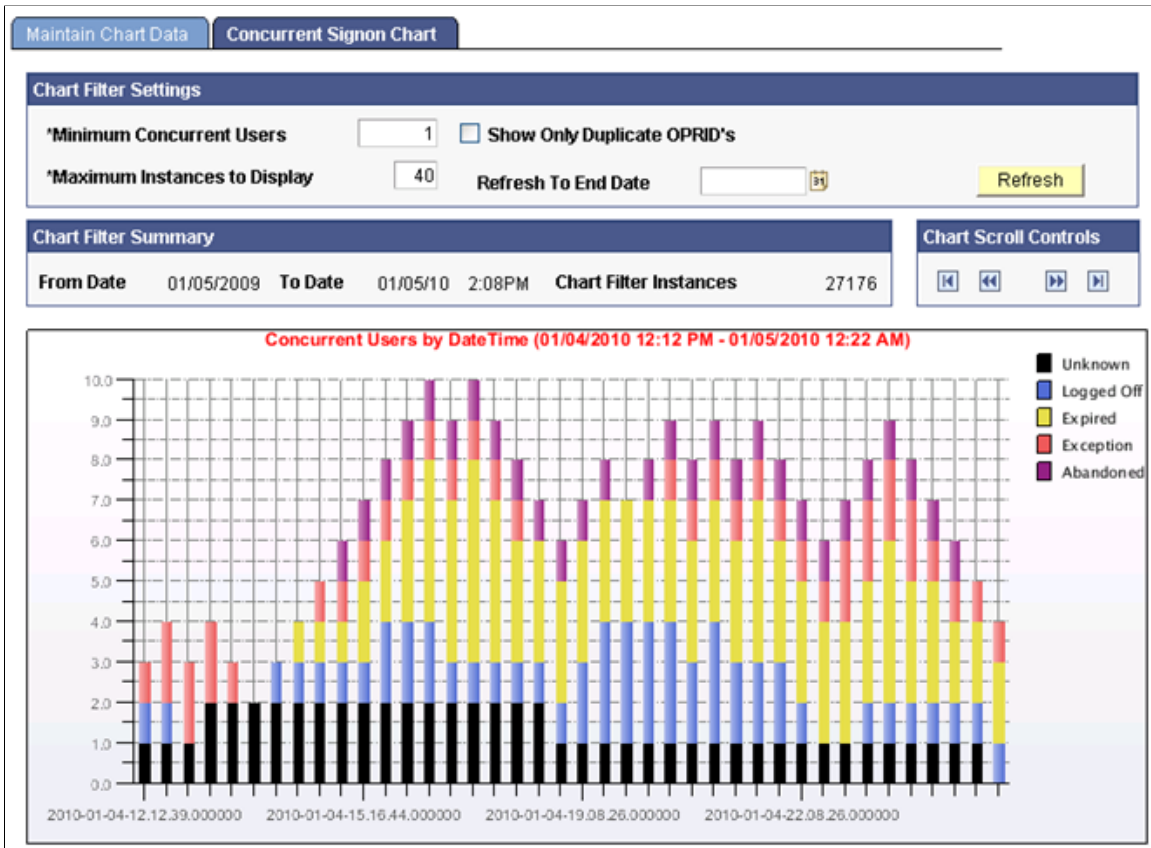 Maintain Chart Data
Concurrent Signon Chart
Chart Filter Settings
*Minimum Concurrent Users 1 Show Only Duplicate OPRID's
*Maximum Instances to Display 40 Refresh To End Date 31 Refresh
Chart Filter Summary
From Date 01/05/2009 To Date 01/05/10 2:08PM Chart Filter Instances 27176
Chart Scroll Controls
Concurrent Users by DateTime (01/04/2010 12:12 PM - 01/05/2010 12:22 AM)
Unknown
Logged Off
Expired
Exception
Abandoned
10.0
9.0
8.0
7.0
6.0
5.0
4.0
3.0
2.0
1.0
0.0
2010-01-04-12.12.39.000000 2010-01-04-15.16.44.000000 2010-01-04-19.08.26.000000 2010-01-04-22.08.26.000000